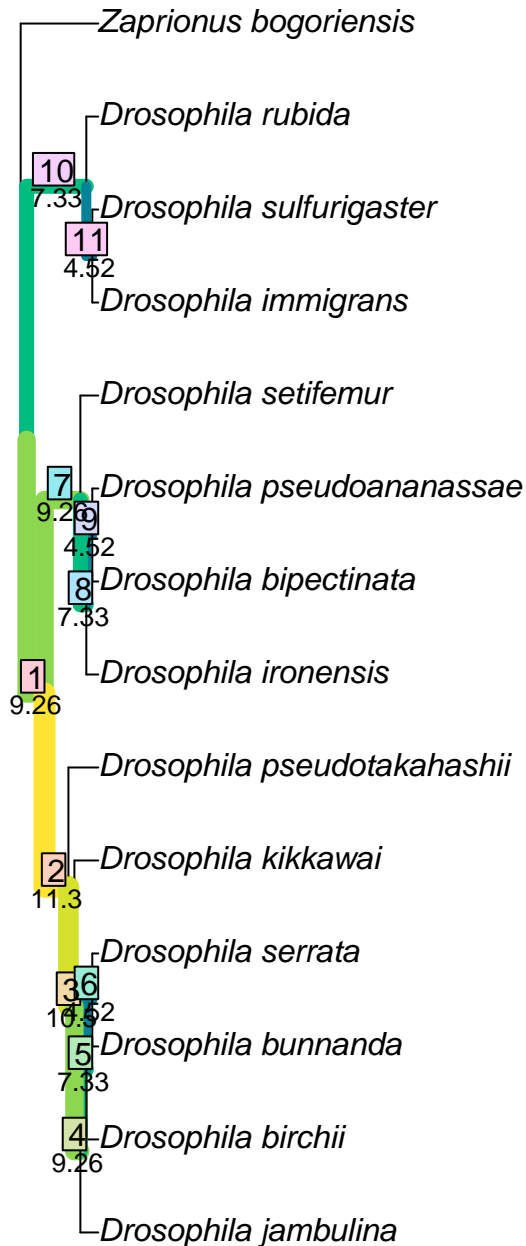 Zaprionus bogoriensis
Drosophila rubida
10
7.33
Drosophila sulfurigaster
11
4.52
Drosophila immigrans
Drosophila setifemur
7
Drosophila pseudoananassae
9.26
9
4.52
Drosophila bipectinata
8
7.33
Drosophila ironensis
1
9.26
Drosophila pseudotakahashii
Drosophila kikkawai
2
11.3
Drosophila serrata
6
3
4.52
Drosophila bunnanda
5
7.33
Drosophila birchii
4
9.26
Drosophila jambulina